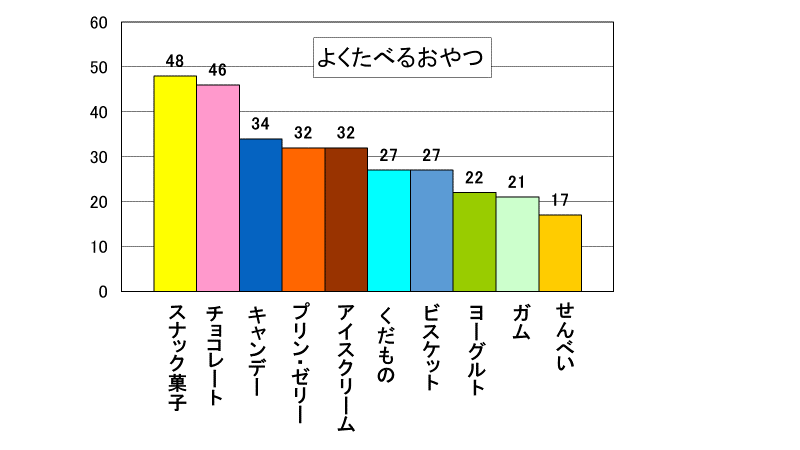 よくたべるおやつ
60
50
40
30
20
10
0
48
46
34
32
32
27
27
22
21
17
スナック菓子
チョコレート
キャンデー
プリン・ゼリー
アイスクリーム
くだもの
ビスケット
ヨーグルト
ガム
せんべい